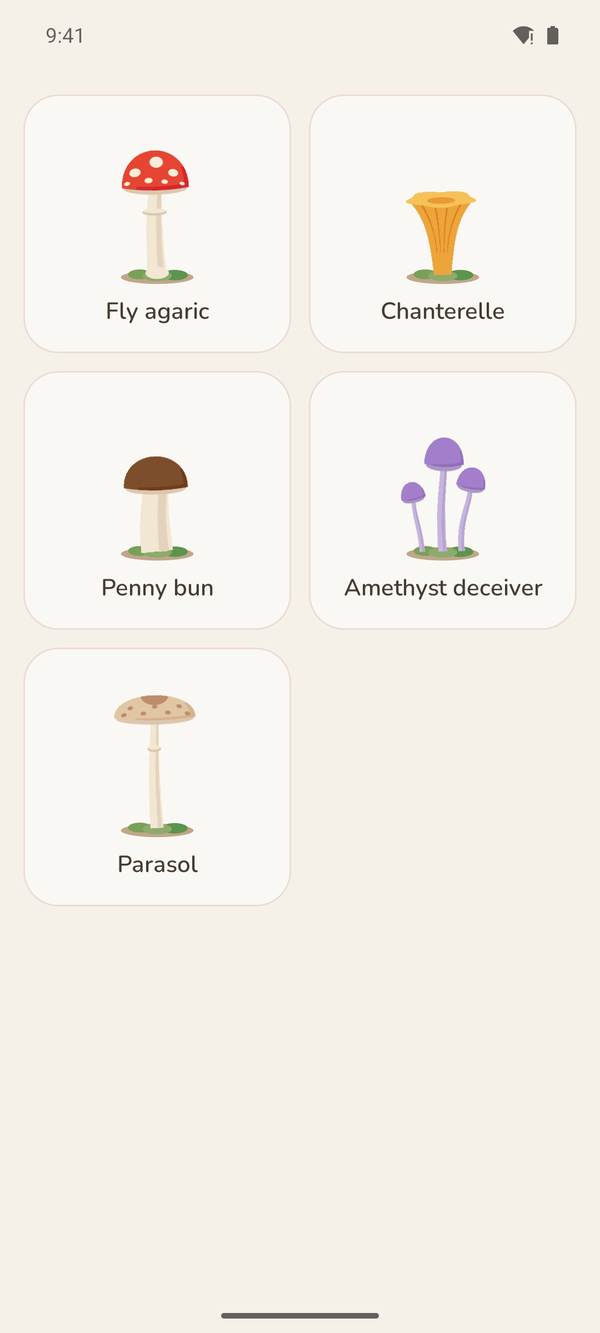 9:41
Fly agaric
Chanterelle
Penny bun
Amethyst deceiver
Parasol